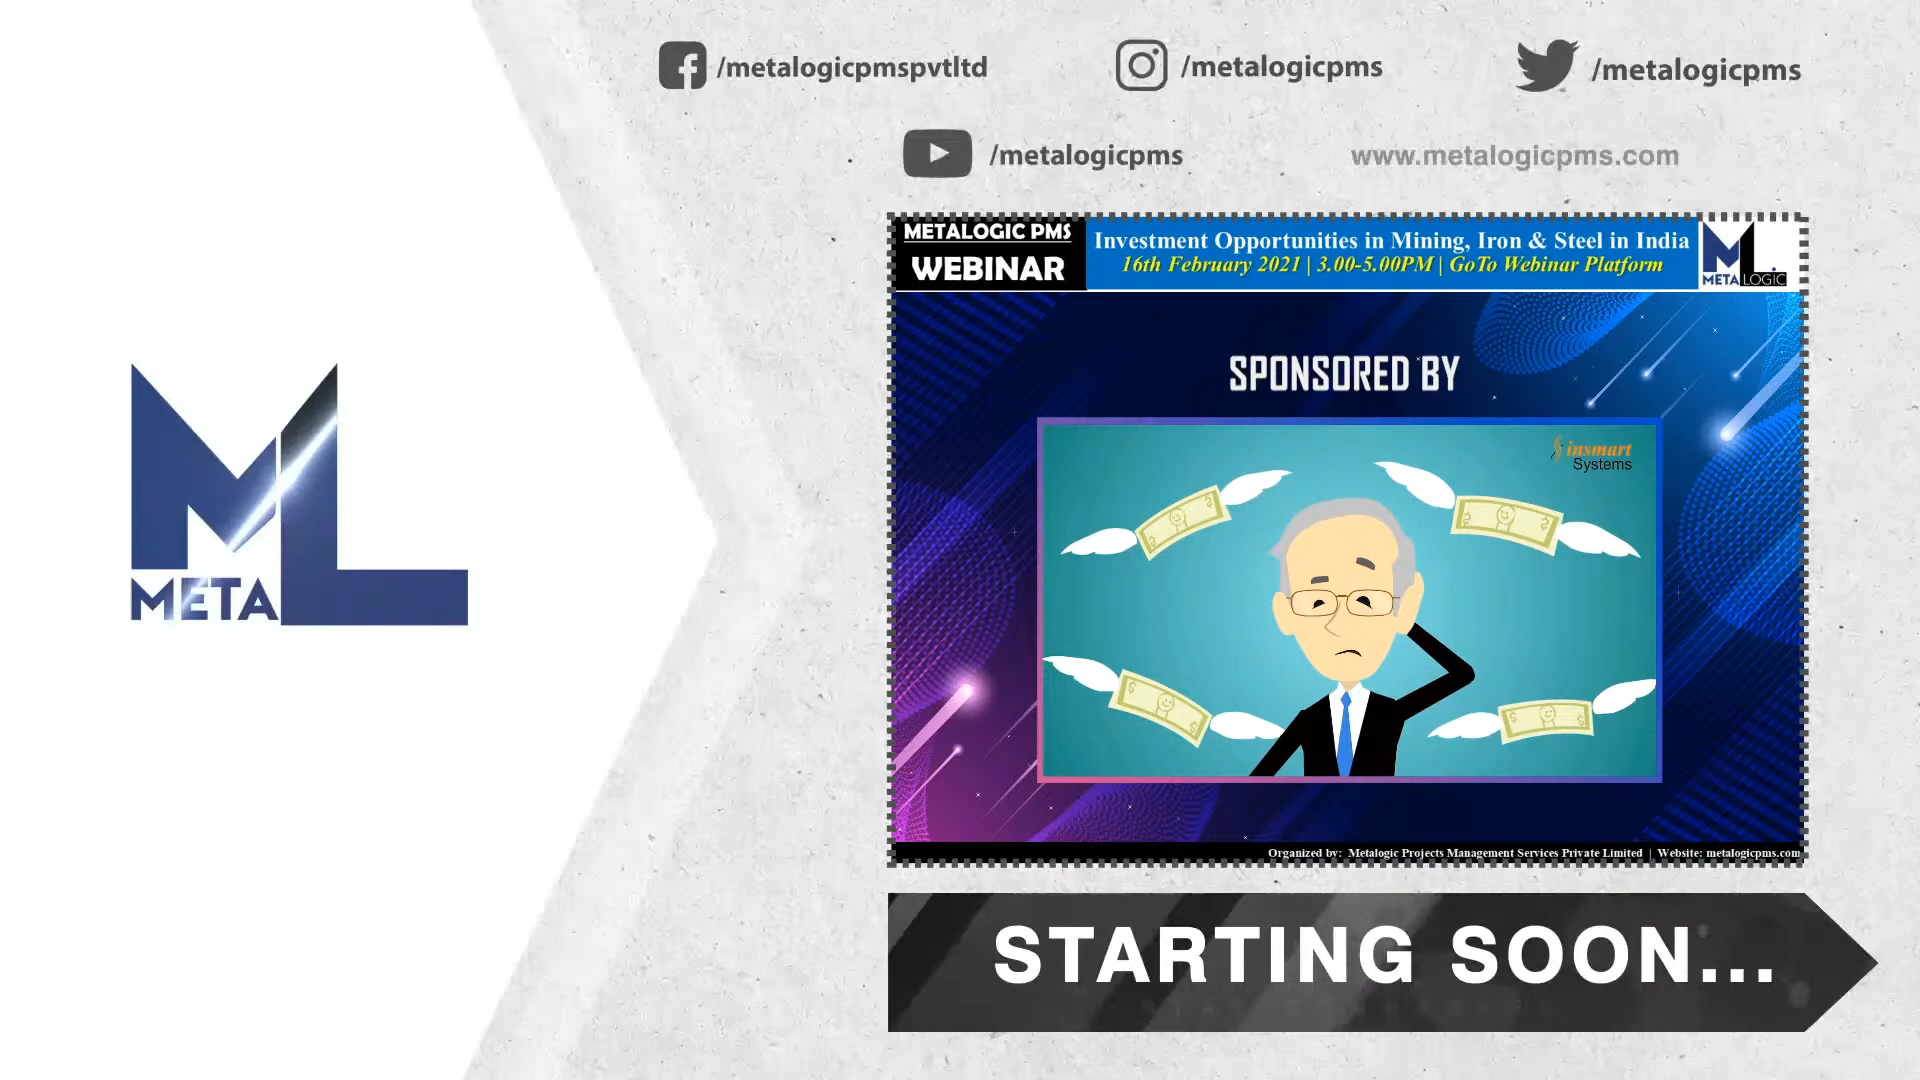 /metalogicpmspvtltd
/metalogicpms
/metalogicpms
/metalogicpms
www.metalogicpms.com
METALOGIC PMS
WEBINAR
Investment Opportunities in Mining, Iron & Steel in India
16th February 2021 | 3.00-5.00PM | GoTo Webinar Platform
ML
META LOGIC
SPONSORED BY
insmart
Systems
ML
META
Organized by: Metalogic Projects Management Services Private Limited | Website: metalogicpms.com
STARTING SOON...